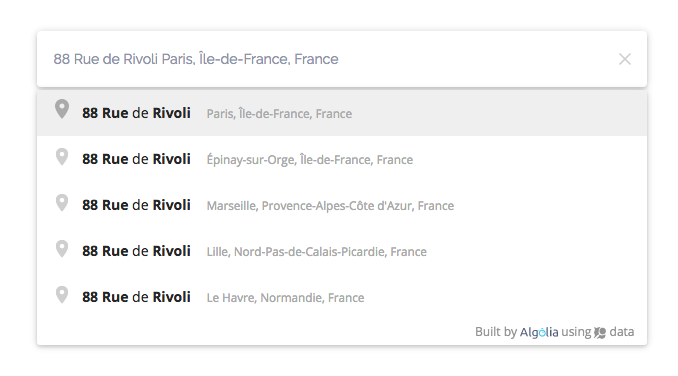 88 Rue de Rivoli Paris, Île-de-France, France
88 Rue de Rivoli Paris, Île-de-France, France
88 Rue de Rivoli Épinay-sur-Orge, Île-de-France, France
88 Rue de Rivoli Marseille, Provence-Alpes-Côte d'Azur, France
88 Rue de Rivoli Lille, Nord-Pas-de-Calais-Picardie, France
88 Rue de Rivoli Le Havre, Normandie, France
Built by Algolia using data